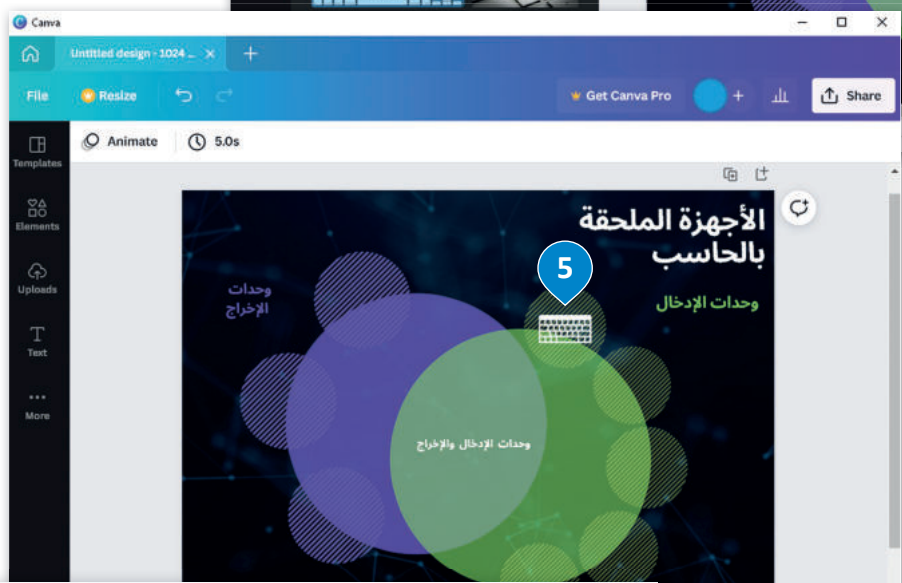 Canva
Untitled design - 1024 ...
File
Resize
Get Canva Pro
Share
Templates
Elements
Uploads
Text
More
Animate
5.0s
الأجهزة الملحقة
بالحاسب
5
وحدات الإدخال
وحدات
الإخراج
وحدات الإدخال والإخراج